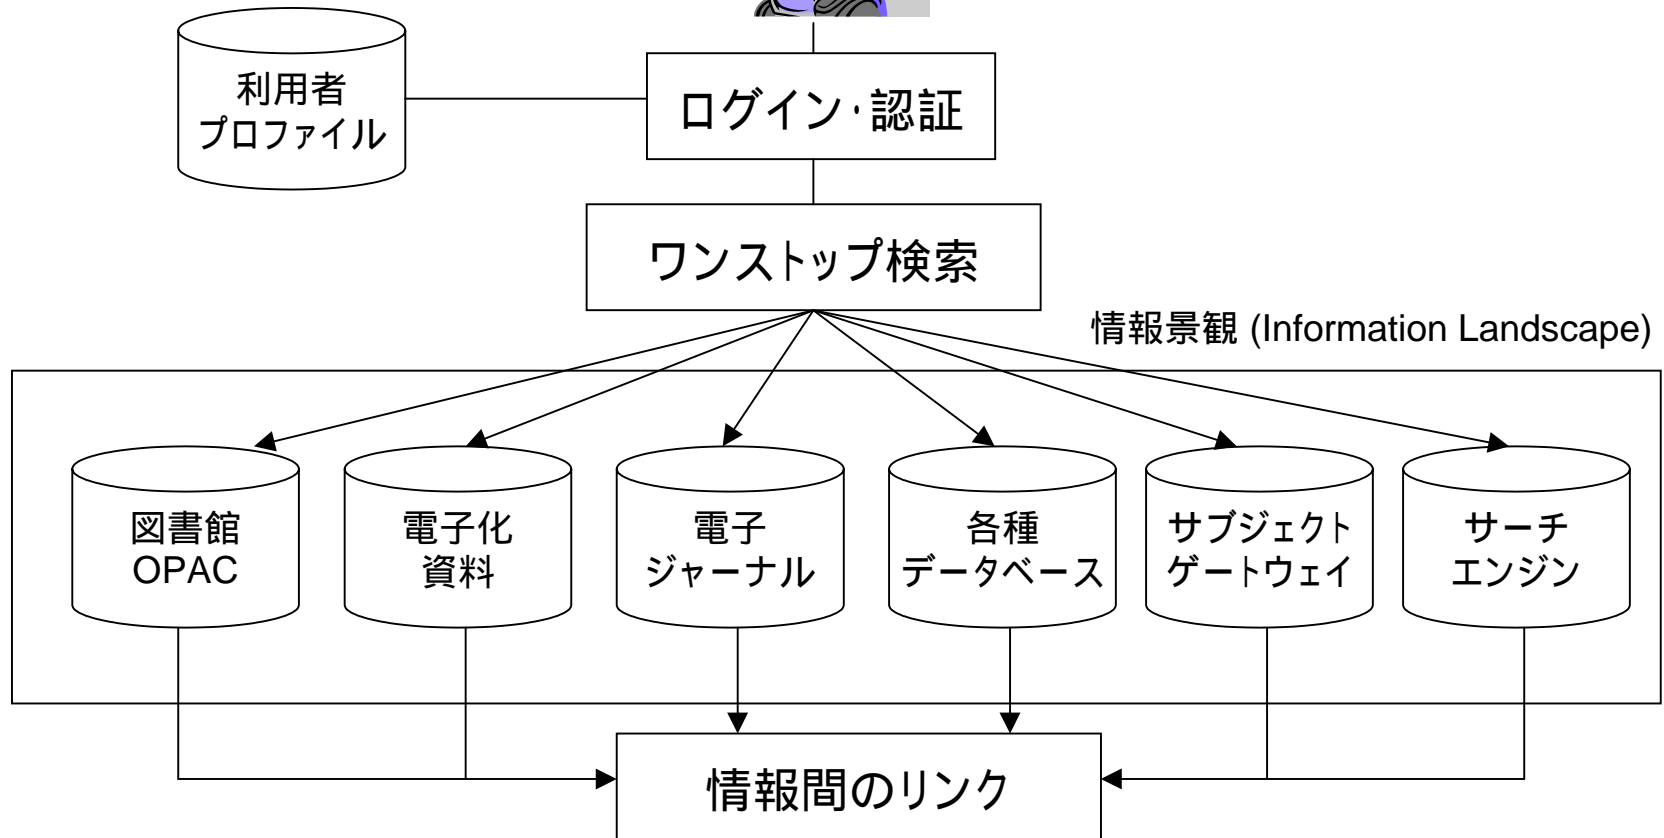 利用者
プロファイル
ログイン・認証
ワンストップ検索
情報景観 (Information Landscape)
図書館
OPAC
電子化
資料
電子
ジャーナル
各種
データベース
サブジェクト
ゲートウェイ
サーチ
エンジン
情報間のリンク